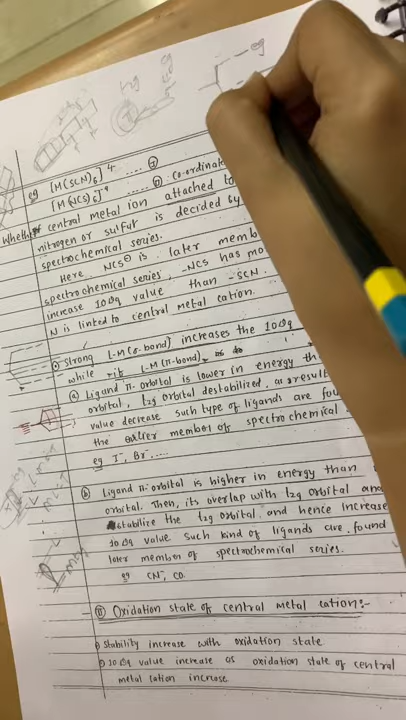 eg
eg [M(SCN)6]4- .....
[M(NCS)6]4- ..... co-ordinate
Whether central metal ion attached to
nitrogen or sulfur is decided by
spectrochemical series.
Here NCS⊖ is later memb
spectrochemical series, -NCS has mo
increase 10Dq value than -SCN.
N is linked to central metal cation.
Strong L-M(σ-bond) increases the 10Dq
while L-M(π-bond)
ⓐ Ligand π-orbital is lower in energy th
orbital, t2g orbital destabilized, as result
value decrease such type of ligands are fou
the earlier member of spectrochemical.
eg I⁻, Br⁻....
ⓑ Ligand π-orbital is higher in energy than
orbital. Then, its overlap with t2g orbital and
stabilize the t2g orbital, and hence increase
10Dq value such kind of ligands are found
later member of spectrochemical series.
eg CN⁻, CO.
Oxidation state of central metal cation:-
Stability increase with oxidation state
10Dq value increase as oxidation state of central
metal cation increase